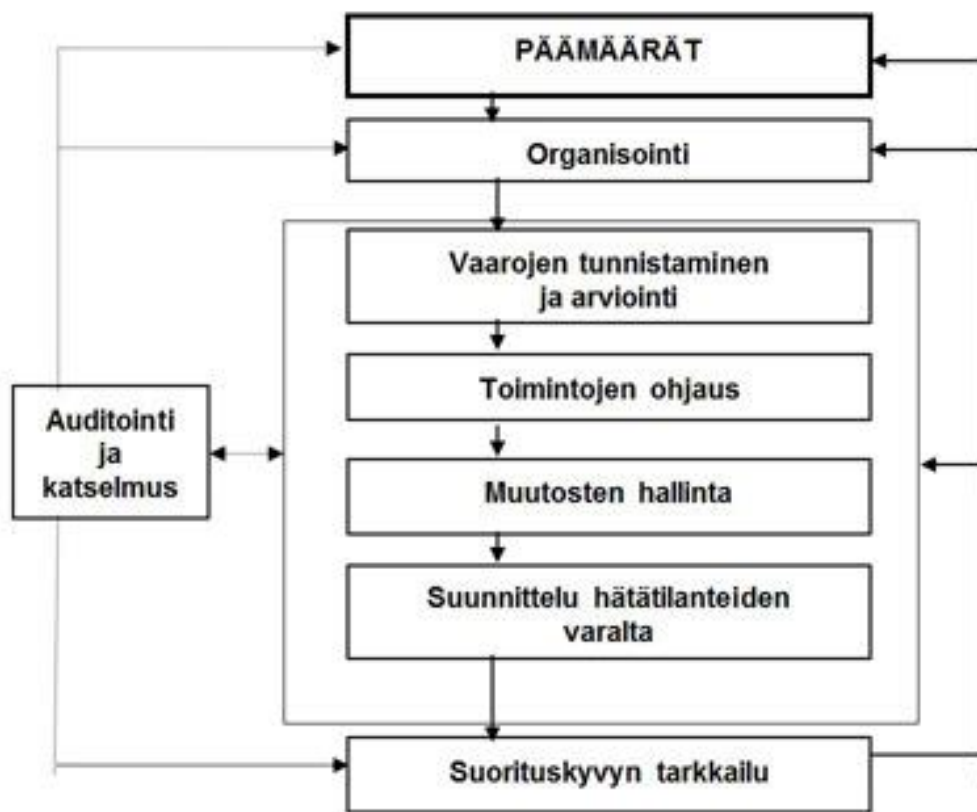 PÄÄMÄÄRÄT
Organisointi
Vaarojen tunnistaminen
ja arviointi
Toimintojen ohjaus
Auditointi
ja
katselmus
Muutosten hallinta
Suunnittelu hätätilanteiden
varalta
Suorituskyvyn tarkkailu